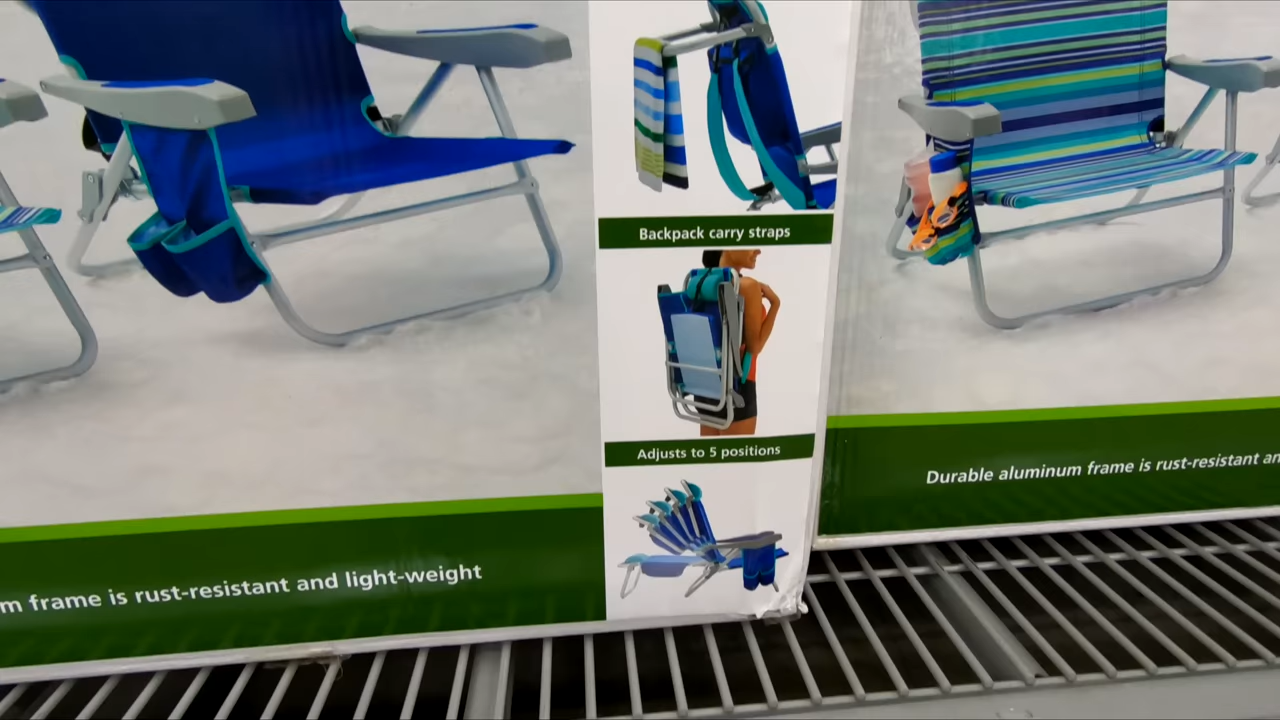 Backpack carry straps
Adjusts to 5 positions
frame is rust-resistant and light-weight
Durable aluminum frame is rust-resistant